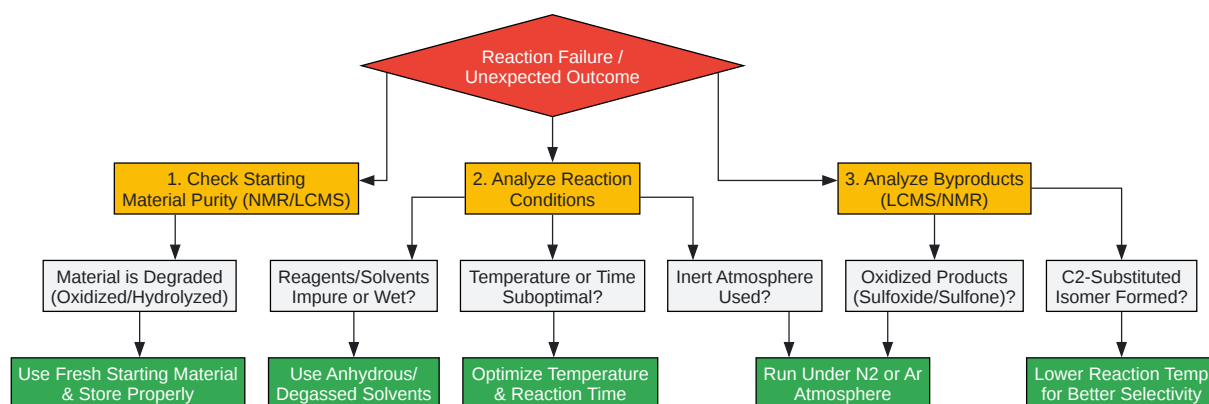 Reaction Failure /
Unexpected Outcome
1. Check Starting
Material Purity (NMR/LCMS)
2. Analyze Reaction
Conditions
3. Analyze Byproducts
(LCMS/NMR)
Material is Degraded
(Oxidized/Hydrolyzed)
Reagents/Solvents
Impure or Wet?
Temperature or Time
Suboptimal?
Inert Atmosphere
Used?
Oxidized Products
(Sulfoxide/Sulfone)?
C2-Substituted
Isomer Formed?
Use Fresh Starting Material
& Store Properly
Use Anhydrous/
Degassed Solvents
Optimize Temperature
& Reaction Time
Run Under N2 or Ar
Atmosphere
Lower Reaction Temp
for Better Selectivity